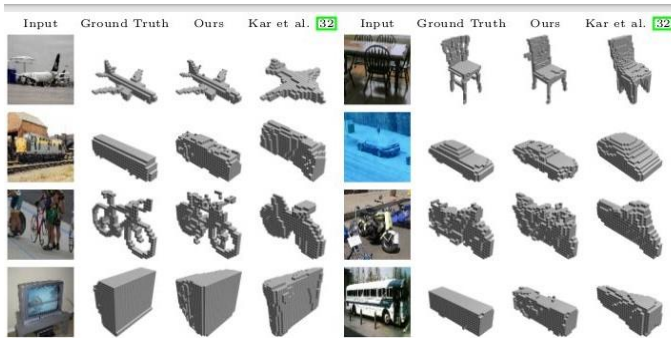 Input Ground Truth Ours Kar et al. [32] Input Ground Truth Ours Kar et al. [32]